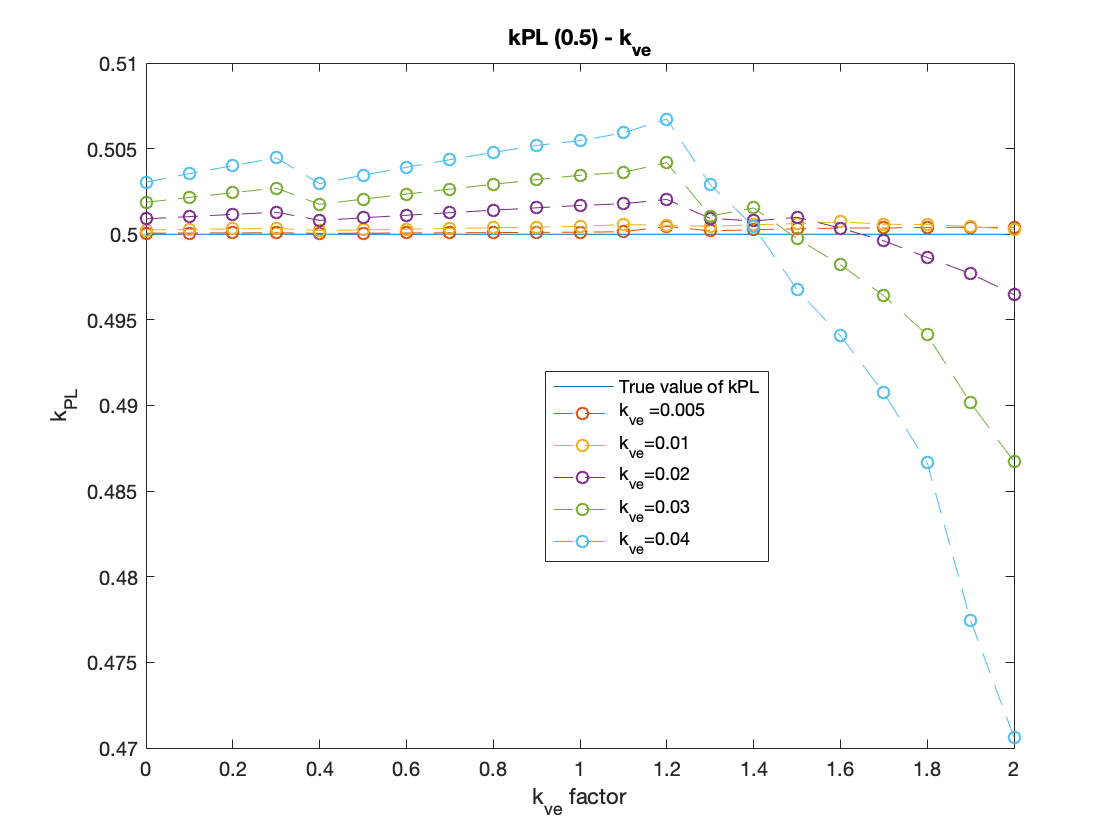 kPL (0.5) - kve
0.51
0.505
0.5
0.495
0.49
0.485
0.48
0.475
0.47
kPL
True value of kPL
kve =0.005
kve=0.01
kve=0.02
kve=0.03
kve=0.04
0 0.2 0.4 0.6 0.8 1 1.2 1.4 1.6 1.8 2
kve factor